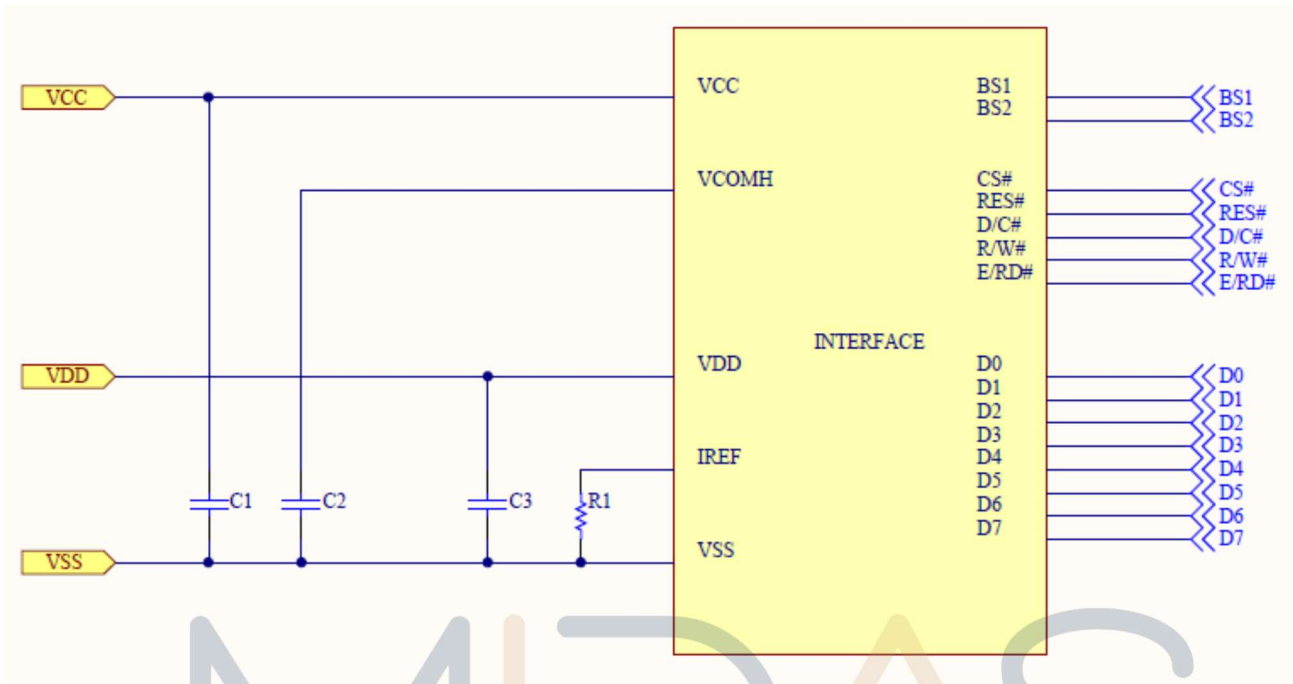 VCC
VDD
VSS
C1
C2
C3
R1
VCC
VCOMH
VDD
IREF
VSS
INTERFACE
BS1
BS2
CS#
RES#
D/C#
R/W#
E/RD#
D0
D1
D2
D3
D4
D5
D6
D7
BS1
BS2
CS#
RES#
D/C#
R/W#
E/RD#
D0
D1
D2
D3
D4
D5
D6
D7
MIDAS